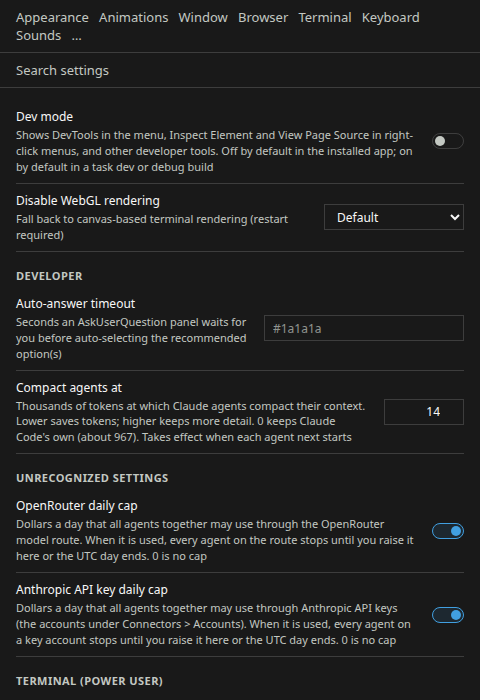 Appearance Animations Window Browser Terminal Keyboard
Sounds ...
Search settings
Dev mode
Shows DevTools in the menu, Inspect Element and View Page Source in right-
click menus, and other developer tools. Off by default in the installed app; on
by default in a task dev or debug build
Disable WebGL rendering
Fall back to canvas-based terminal rendering (restart
required)
Default
DEVELOPER
Auto-answer timeout
Seconds an AskUserQuestion panel waits for
you before auto-selecting the recommended
option(s)
#1a1a1a
Compact agents at
Thousands of tokens at which Claude agents compact their context.
Lower saves tokens; higher keeps more detail. 0 keeps Claude
Code's own (about 967). Takes effect when each agent next starts
14
UNRECOGNIZED SETTINGS
OpenRouter daily cap
Dollars a day that all agents together may use through the OpenRouter
model route. When it is used, every agent on the route stops until you raise it
here or the UTC day ends. 0 is no cap
Anthropic API key daily cap
Dollars a day that all agents together may use through Anthropic API keys
(the accounts under Connectors > Accounts). When it is used, every agent on
a key account stops until you raise it here or the UTC day ends. 0 is no cap
TERMINAL (POWER USER)